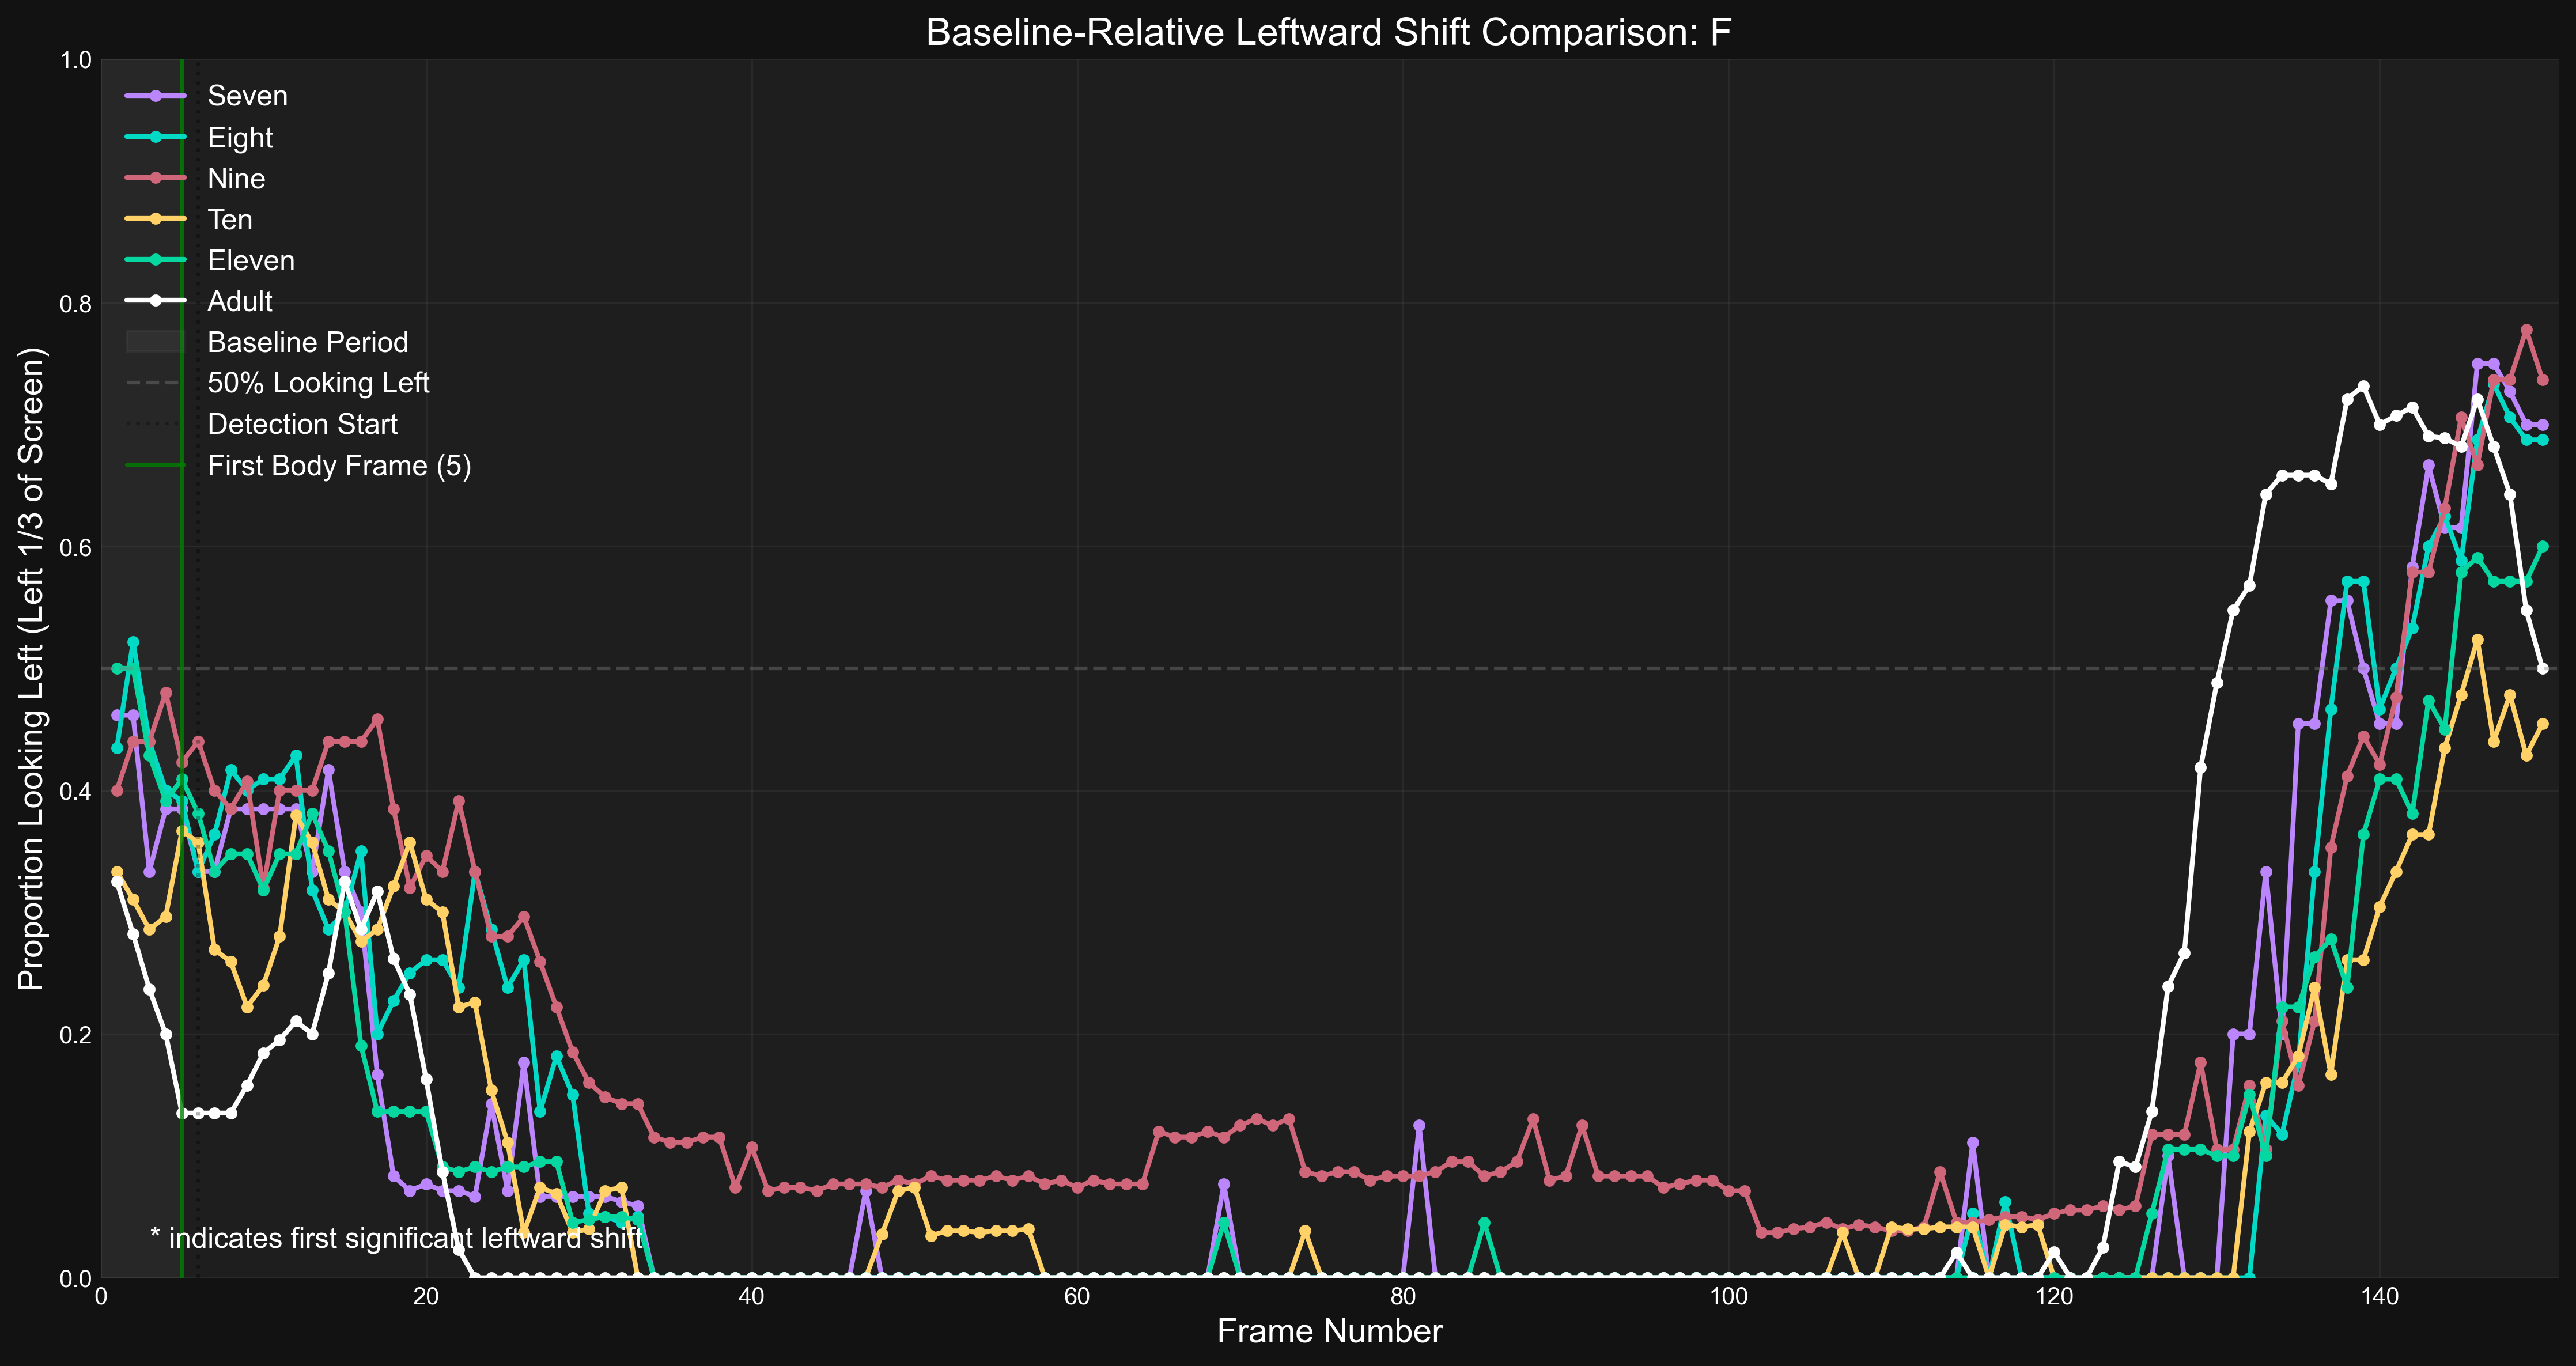 Baseline-Relative Leftward Shift Comparison: F
Proportion Looking Left (Left 1/3 of Screen)
1.0
0.8
0.6
0.4
0.2
0.0
Seven
Eight
Nine
Ten
Eleven
Adult
Baseline Period
50% Looking Left
Detection Start
First Body Frame (5)
* indicates first significant leftward shift
0 20 40 60 80 100 120 140
Frame Number